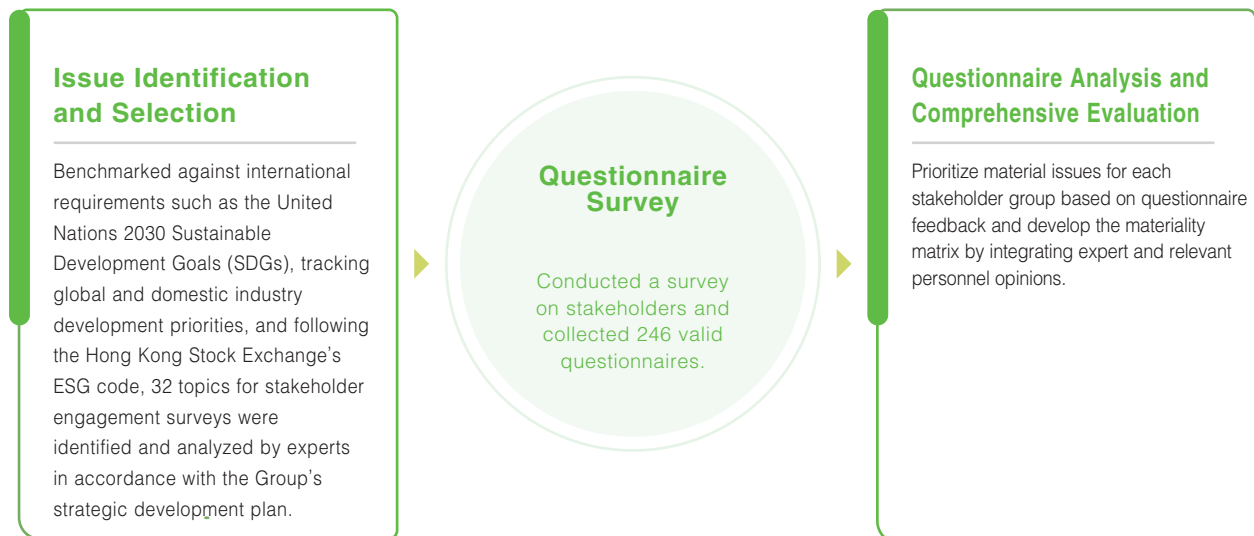 Issue Identification
and Selection
Benchmarked against international
requirements such as the United
Nations 2030 Sustainable
Development Goals (SDGs), tracking
global and domestic industry
development priorities, and following
the Hong Kong Stock Exchange's
ESG code, 32 topics for stakeholder
engagement surveys were
identified and analyzed by experts
in accordance with the Group's
strategic development plan.
Questionnaire
Survey
Conducted a survey
on stakeholders and
collected 246 valid
questionnaires.
Questionnaire Analysis and
Comprehensive Evaluation
Prioritize material issues for each
stakeholder group based on questionnaire
feedback and develop the materiality
matrix by integrating expert and relevant
personnel opinions.